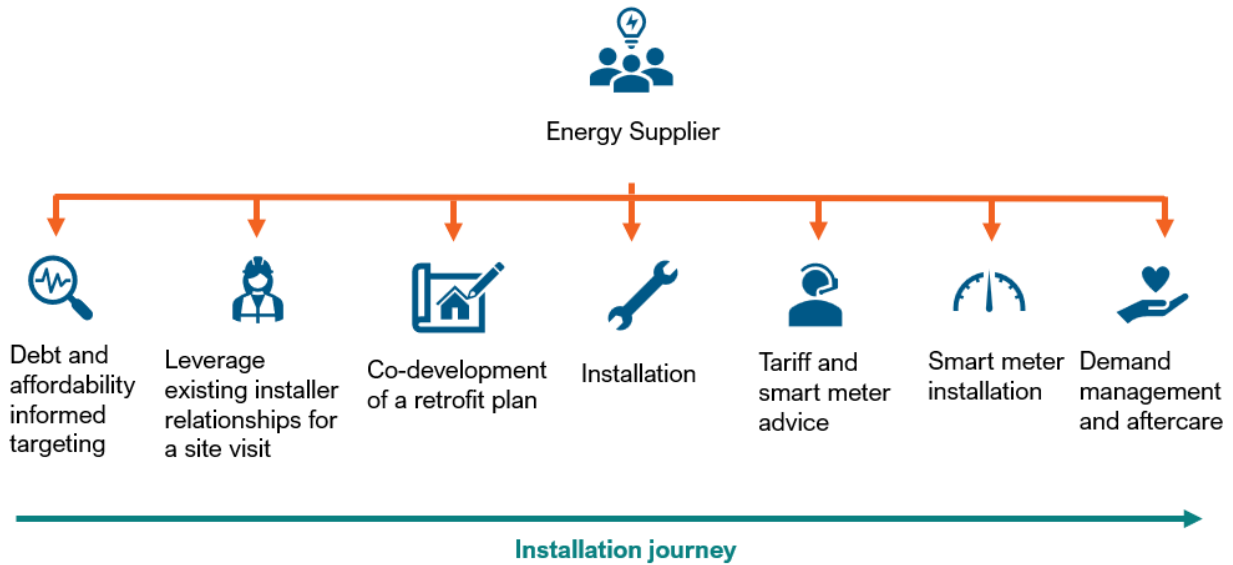 Energy Supplier
Debt and
affordability
informed
targeting
Leverage
existing installer
relationships for
a site visit
Co-development
of a retrofit plan
Installation
Tariff and
smart meter
advice
Smart meter
installation
Demand
management
and aftercare
Installation journey